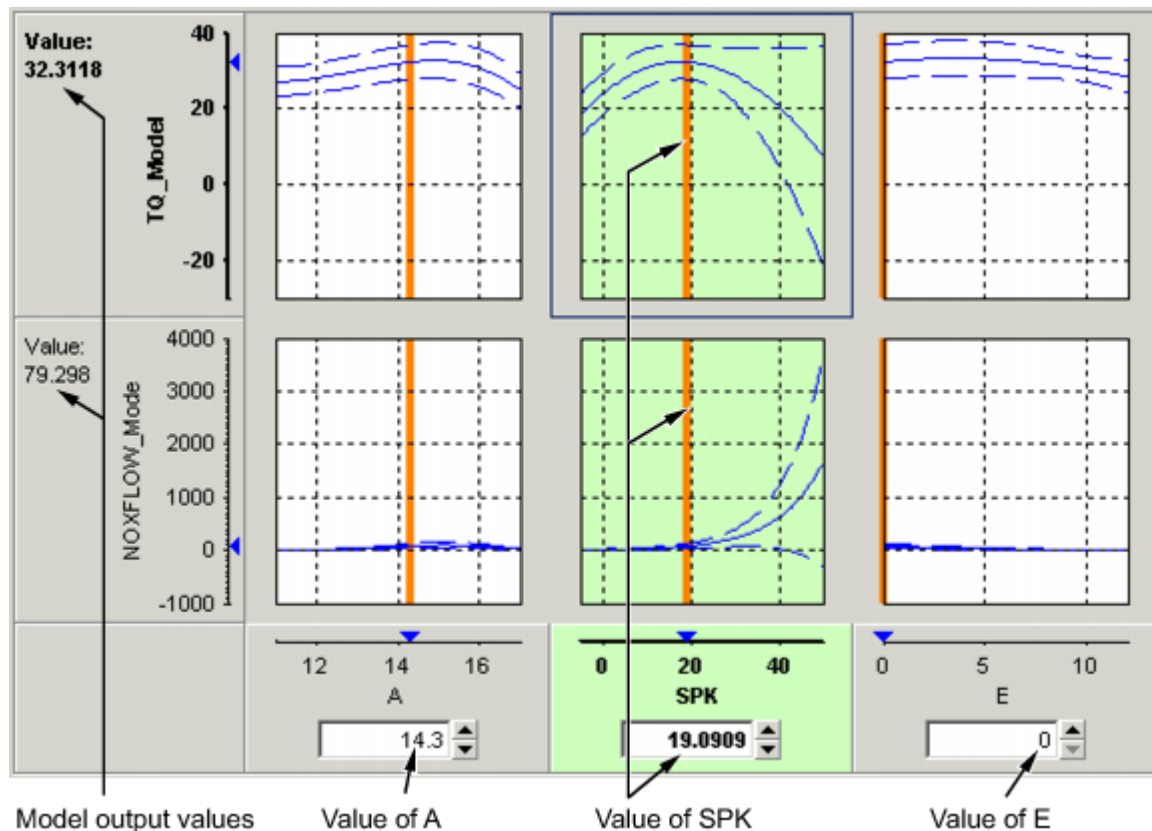 Value:
32.3118
TQ_Model
40
20
0
-20
Value:
79.298
NOXFLOW_Mode
4000
3000
2000
1000
0
-1000
12 14 16
A
14.3
0 20 40
SPK
19.0909
0 5 10
E
0
Model output values
Value of A
Value of SPK
Value of E